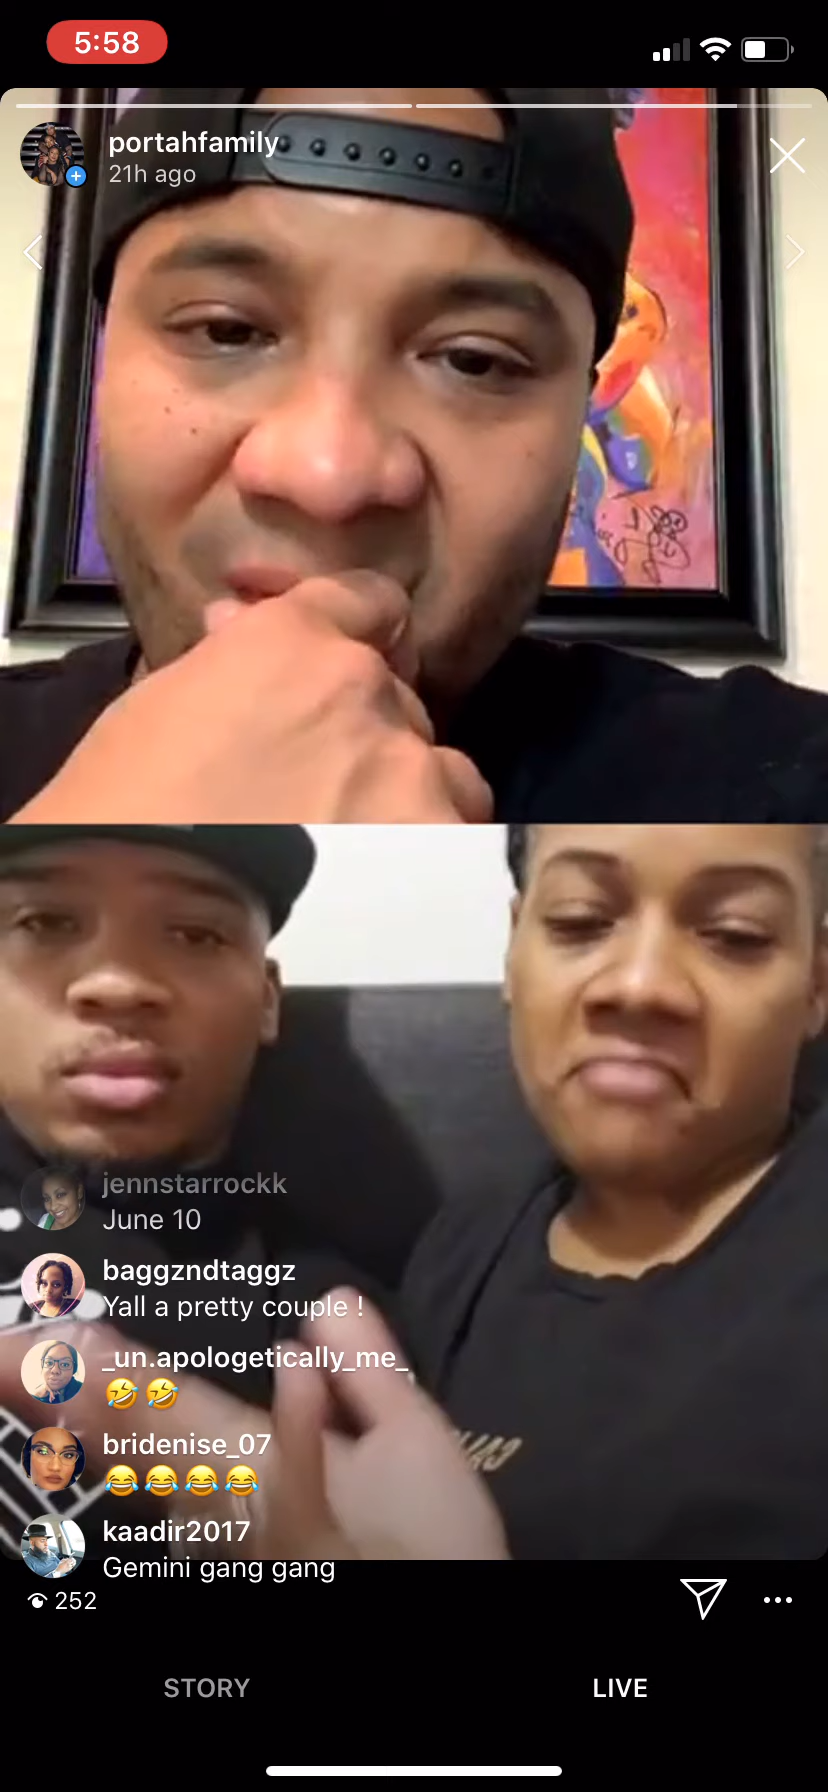 5:58
portahfamily
21h ago
jennstarrockk
June 10
baggzndtaggz
Yall a pretty couple !
_un.apologetically_me_
🤣🤣
bridenise_07
😂😂😂😂
kaadir2017
Gemini gang gang
252
STORY
LIVE